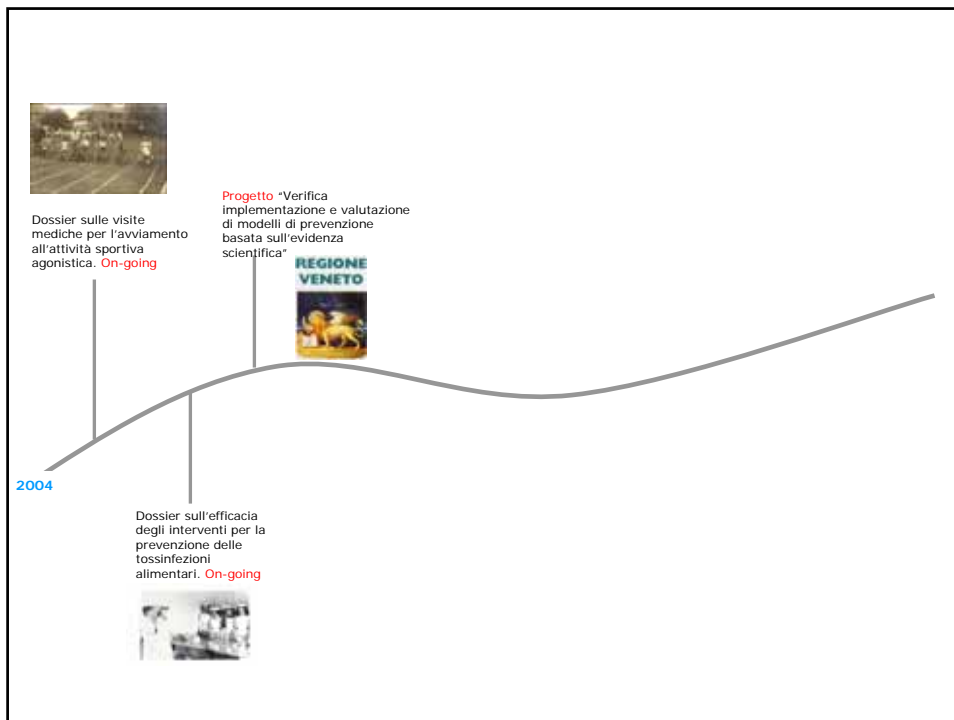 Dossier sulle visite
mediche per l'avviamento
all'attività sportiva
agonistica. On-going
Progetto "Verifica
implementazione e valutazione
di modelli di prevenzione
basata sull'evidenza
scientifica"
REGIONE
VENETO
2004
Dossier sull'efficacia
degli interventi per la
prevenzione delle
tossinfezioni
alimentari. On-going